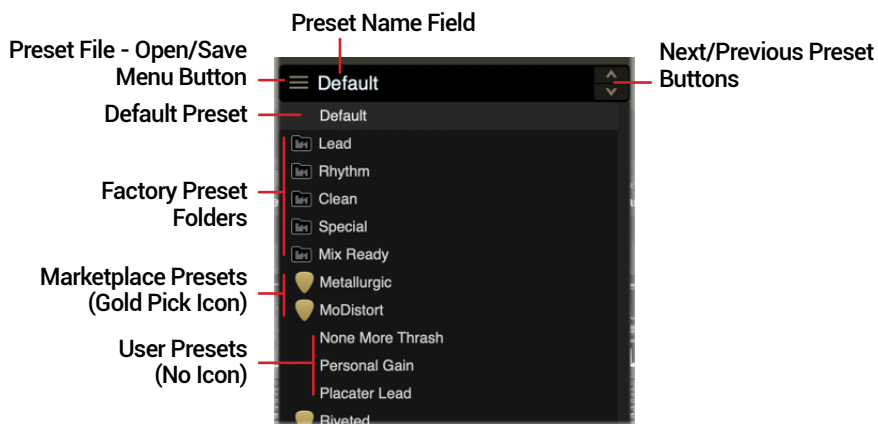 Preset Name Field
Preset File - Open/Save
Menu Button
Next/Previous Preset
Buttons
Default
Default Preset
Default
Factory Preset
Folders
Lead
Rhythm
Clean
Special
Mix Ready
Marketplace Presets
(Gold Pick Icon)
Metallurgic
MoDistort
User Presets
(No Icon)
None More Thrash
Personal Gain
Placater Lead
Riveted